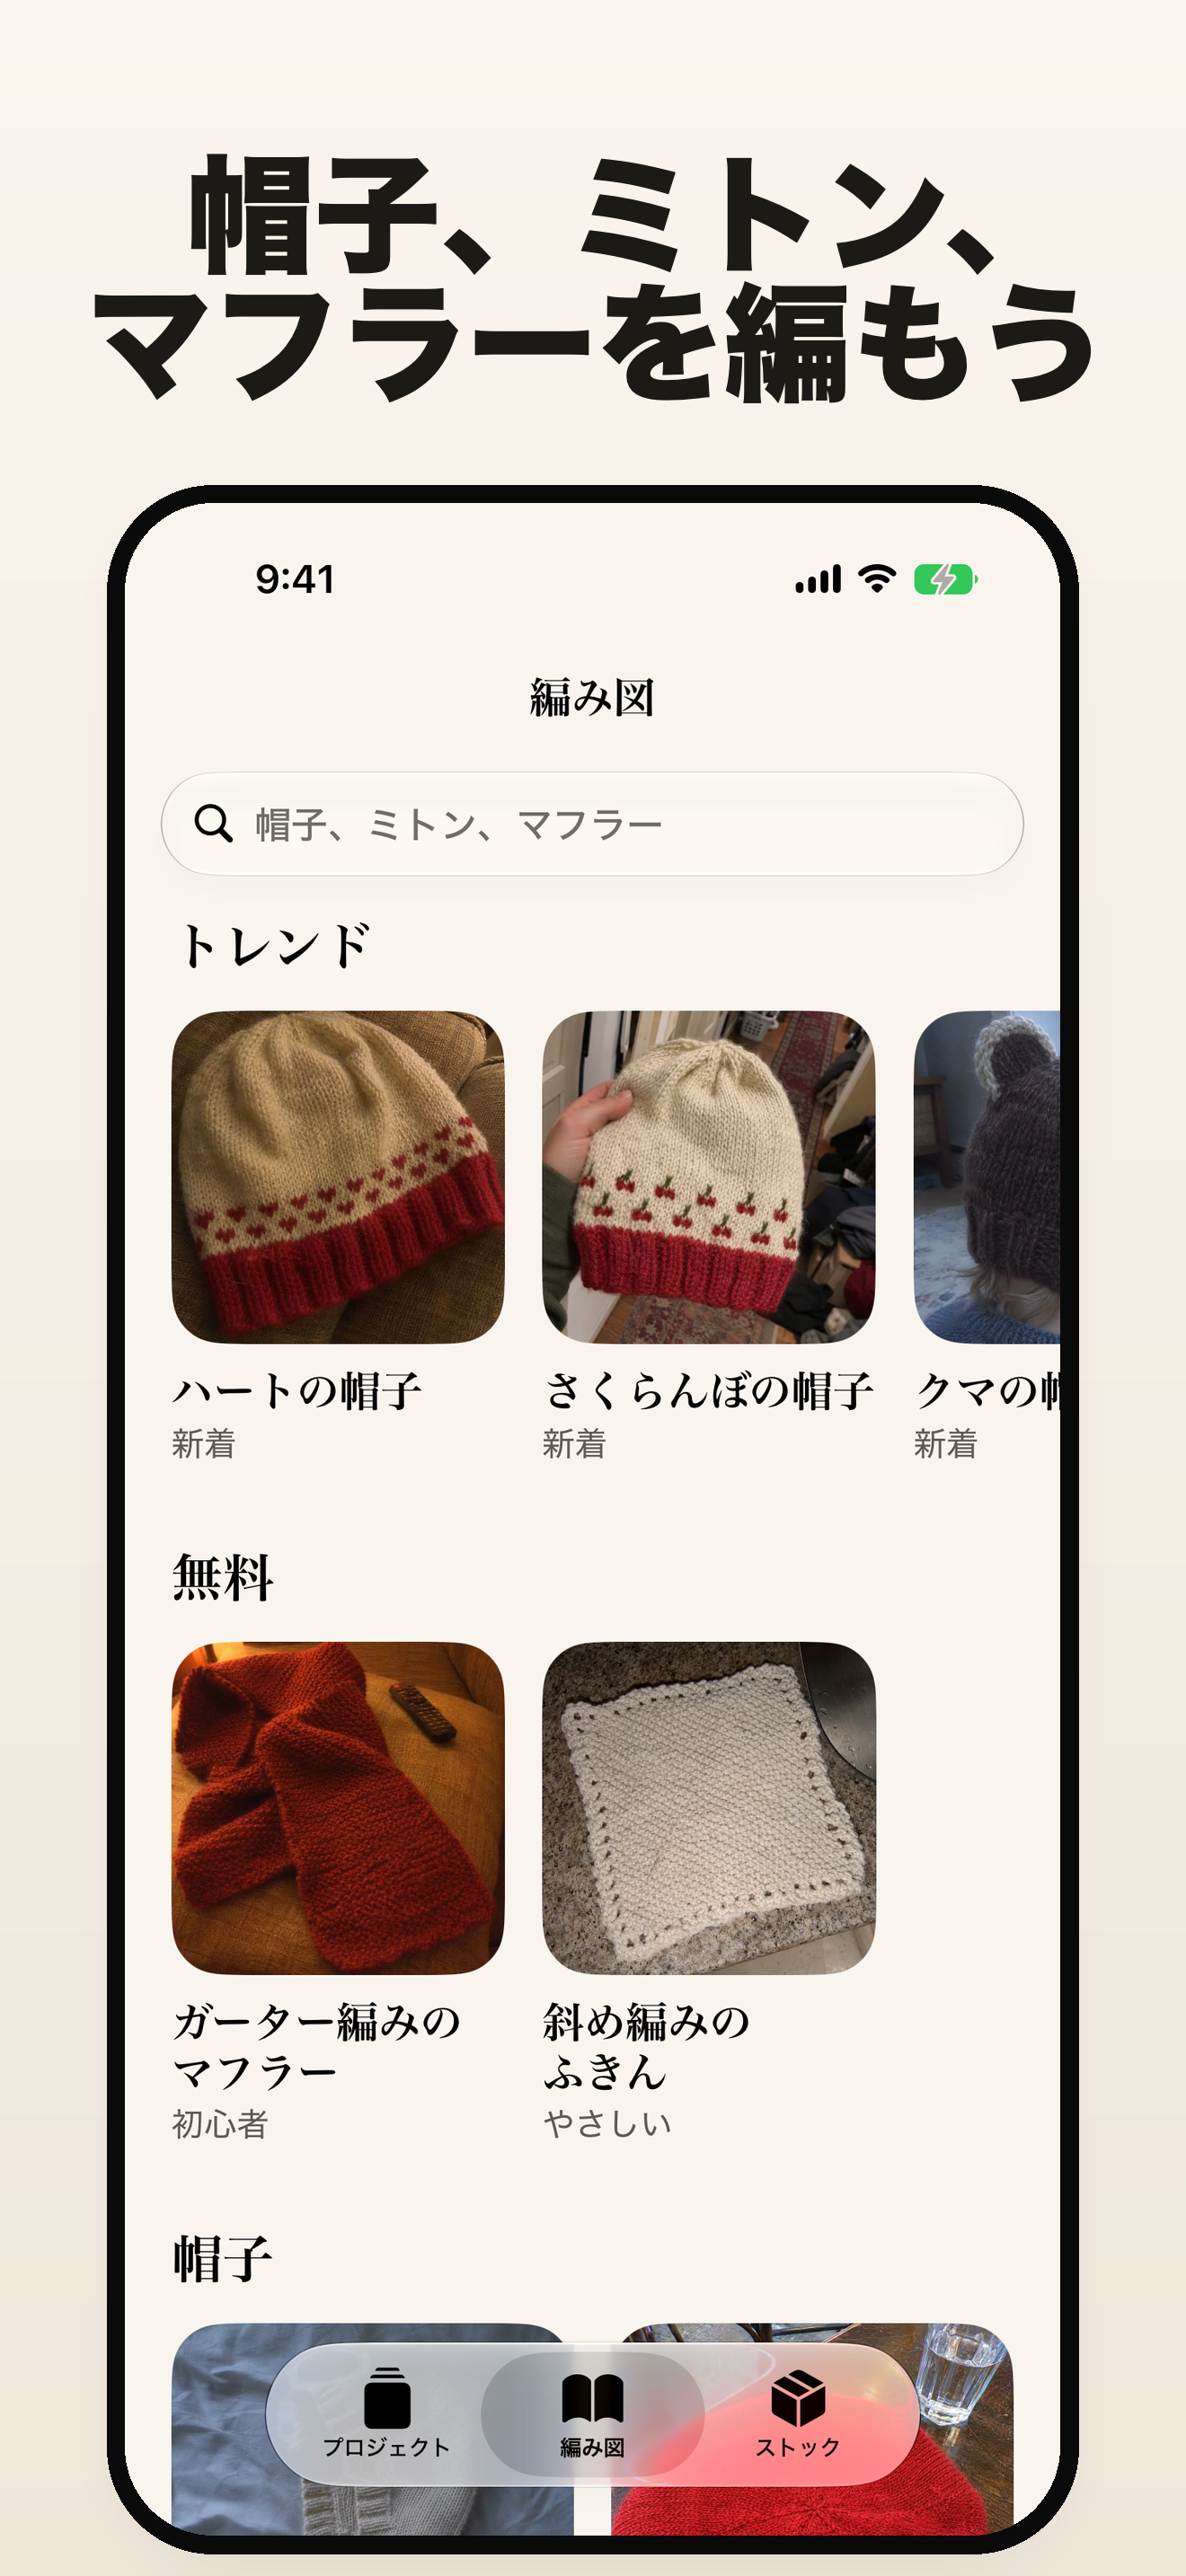 帽子、ミトン、
マフラーを編もう
9:41
編み図
帽子、ミトン、マフラー
トレンド
ハートの帽子
新着
さくらんぼの帽子
新着
クマの
新着
無料
ガーター編みの
マフラー
初心者
斜め編みの
ふきん
やさしい
帽子
プロジェクト
編み図
ストック